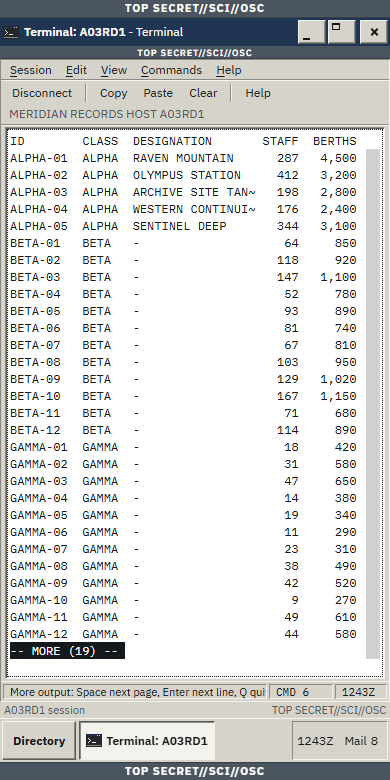 TOP SECRET//SCI//OSC
Terminal: A03RD1 - Terminal
TOP SECRET//SCI//OSC
Session Edit View Commands Help
Disconnect Copy Paste Clear Help
MERIDIAN RECORDS HOST A03RD1
ID CLASS DESIGNATION STAFF BERTHS
ALPHA-01 ALPHA RAVEN MOUNTAIN 287 4,500
ALPHA-02 ALPHA OLYMPUS STATION 412 3,200
ALPHA-03 ALPHA ARCHIVE SITE TAN~ 198 2,800
ALPHA-04 ALPHA WESTERN CONTINUI~ 176 2,400
ALPHA-05 ALPHA SENTINEL DEEP 344 3,100
BETA-01 BETA - 64 850
BETA-02 BETA - 118 920
BETA-03 BETA - 147 1,100
BETA-04 BETA - 52 780
BETA-05 BETA - 93 890
BETA-06 BETA - 81 740
BETA-07 BETA - 67 810
BETA-08 BETA - 103 950
BETA-09 BETA - 129 1,020
BETA-10 BETA - 167 1,150
BETA-11 BETA - 71 680
BETA-12 BETA - 114 890
GAMMA-01 GAMMA - 18 420
GAMMA-02 GAMMA - 31 580
GAMMA-03 GAMMA - 47 650
GAMMA-04 GAMMA - 14 380
GAMMA-05 GAMMA - 19 340
GAMMA-06 GAMMA - 11 290
GAMMA-07 GAMMA - 23 310
GAMMA-08 GAMMA - 38 490
GAMMA-09 GAMMA - 42 520
GAMMA-10 GAMMA - 9 270
GAMMA-11 GAMMA - 49 610
GAMMA-12 GAMMA - 44 580
-- MORE (19) --
More output: Space next page, Enter next line, Q qui CMD 6 1243Z
A03RD1 session TOP SECRET//SCI//OSC
Directory Terminal: A03RD1 1243Z Mail 8
TOP SECRET//SCI//OSC